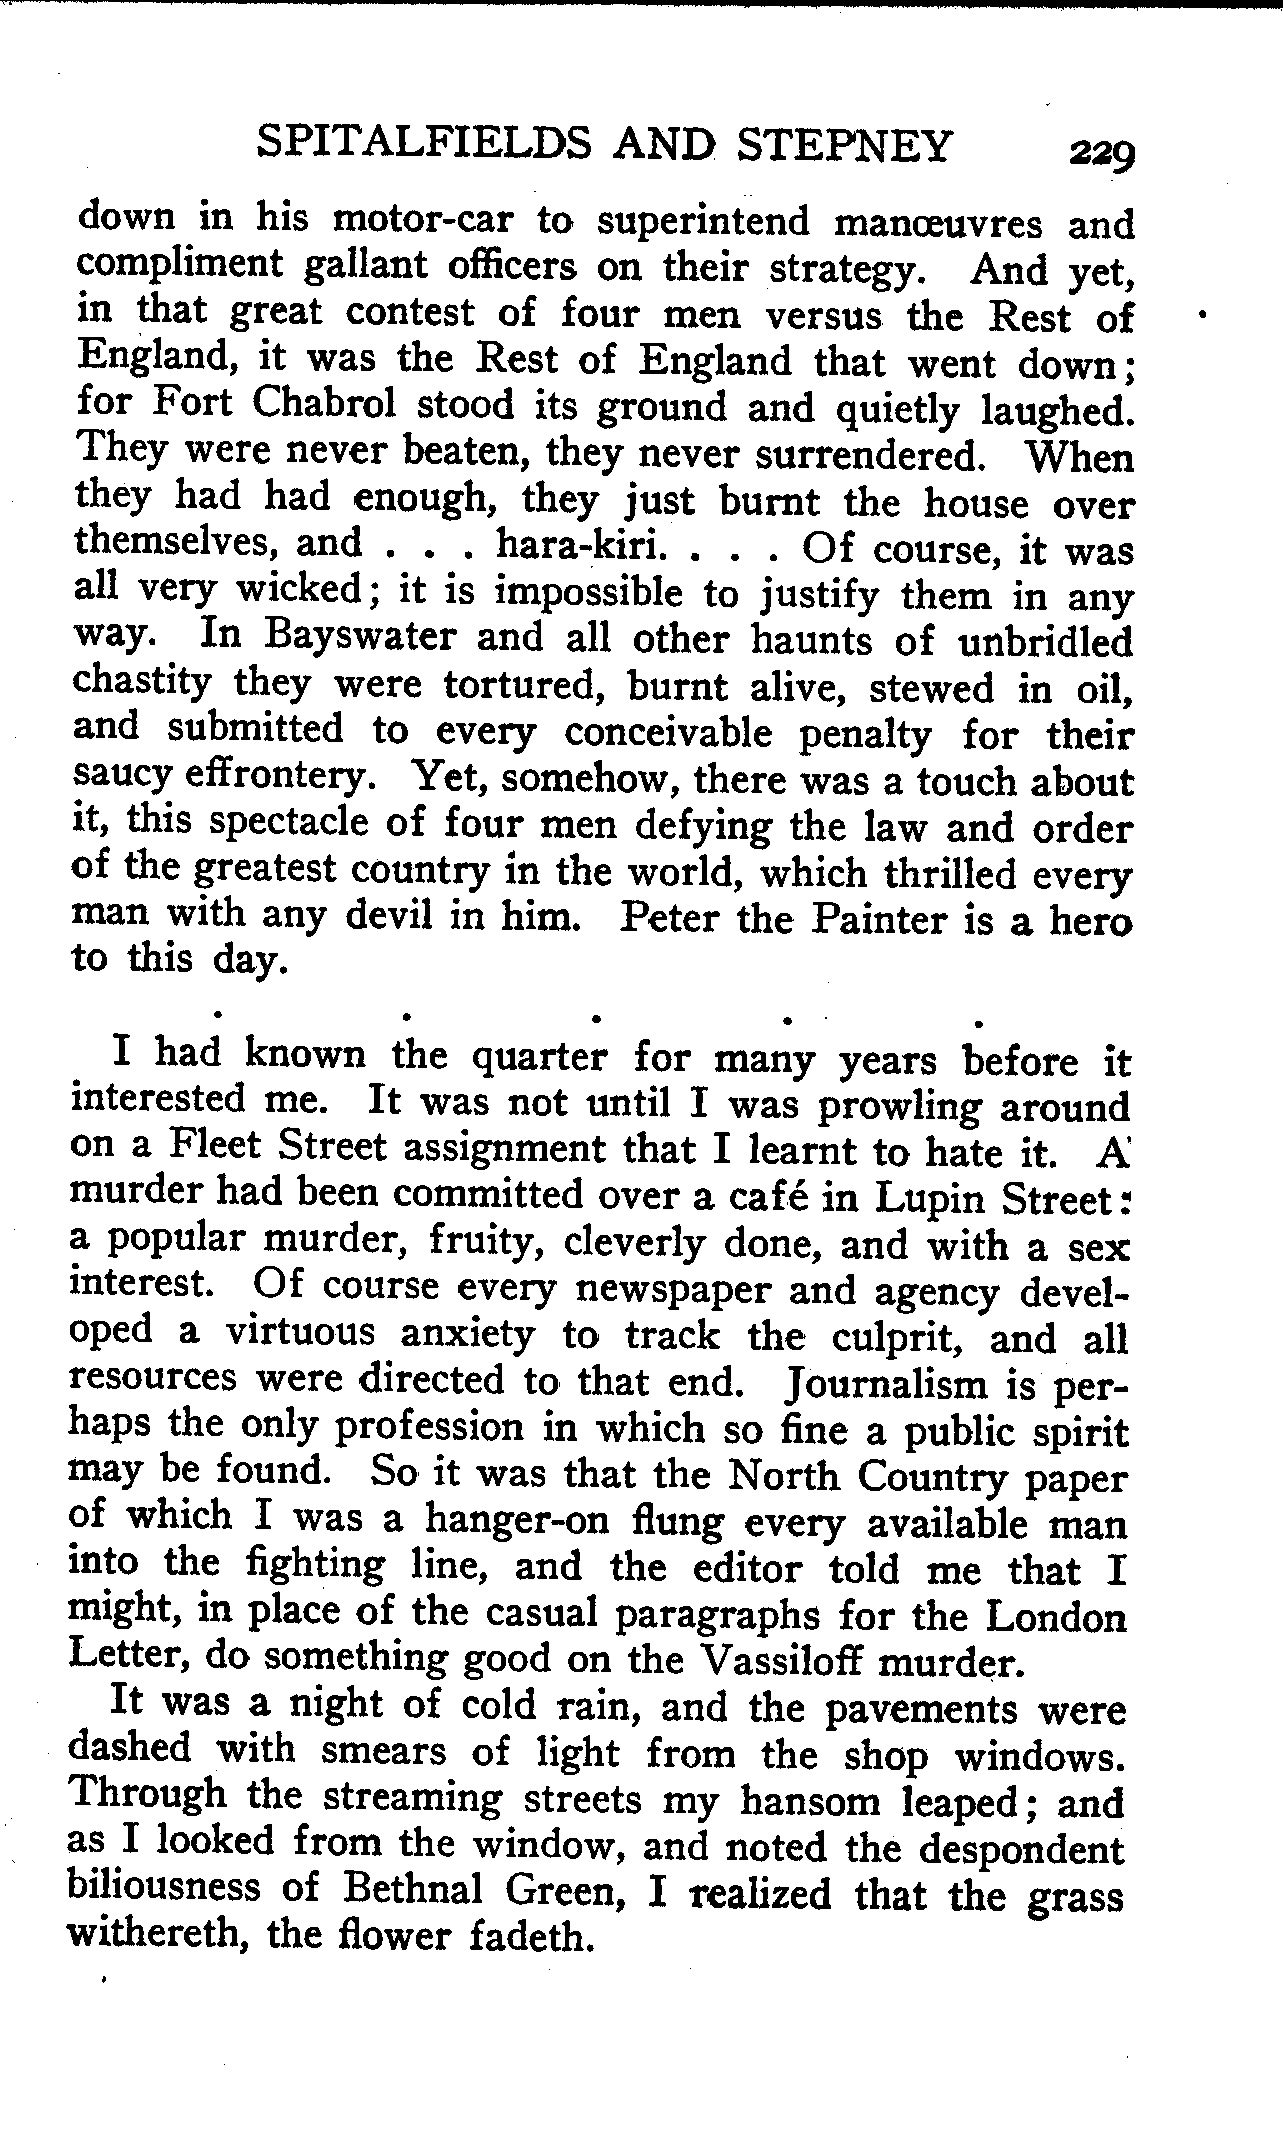 SPITALFIELDS AND STEPNEY 229
down in his motor-car to superintend manœuvres and
compliment gallant officers on their strategy. And yet,
in that great contest of four men versus the Rest of
England, it was the Rest of England that went down;
for Fort Chabrol stood its ground and quietly laughed.
They were never beaten, they never surrendered. When
they had had enough, they just burnt the house over
themselves, and . . . hara-kiri. . . . Of course, it was
all very wicked; it is impossible to justify them in any
way. In Bayswater and all other haunts of unbridled
chastity they were tortured, burnt alive, stewed in oil,
and submitted to every conceivable penalty for their
saucy effrontery. Yet, somehow, there was a touch about
it, this spectacle of four men defying the law and order
of the greatest country in the world, which thrilled every
man with any devil in him. Peter the Painter is a hero
to this day.
. . . . .
I had known the quarter for many years before it
interested me. It was not until I was prowling around
on a Fleet Street assignment that I learnt to hate it. A
murder had been committed over a café in Lupin Street:
a popular murder, fruity, cleverly done, and with a sex
interest. Of course every newspaper and agency devel-
oped a virtuous anxiety to track the culprit, and all
resources were directed to that end. Journalism is per-
haps the only profession in which so fine a public spirit
may be found. So it was that the North Country paper
of which I was a hanger-on flung every available man
into the fighting line, and the editor told me that I
might, in place of the casual paragraphs for the London
Letter, do something good on the Vassiloff murder.
It was a night of cold rain, and the pavements were
dashed with smears of light from the shop windows.
Through the streaming streets my hansom leaped; and
as I looked from the window, and noted the despondent
biliousness of Bethnal Green, I realized that the grass
withereth, the flower fadeth.